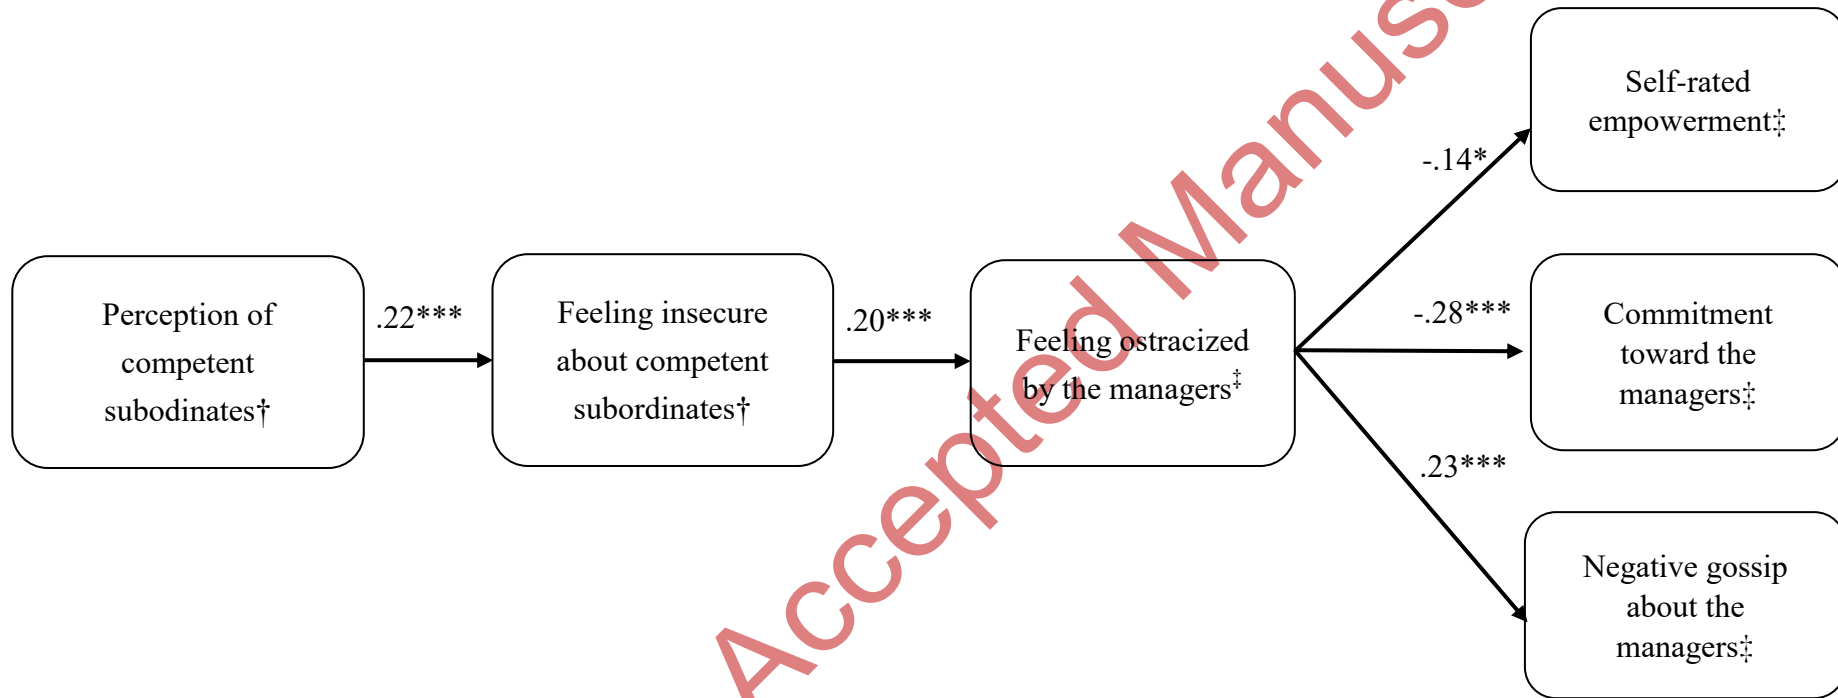 Perception of
competent
subodinates†
.22***
Feeling insecure
about competent
subordinates†
.20***
Feeling ostracized
by the managers‡
-.14*
-.28***
.23***
Self-rated
empowerment‡
Commitment
toward the
managers‡
Negative gossip
about the
managers‡
Accepted Manus